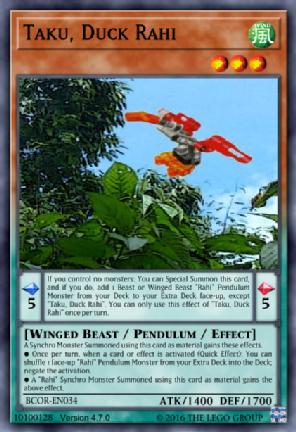 Taku, Duck Rahi
WIND
風
If you control no monsters: You can Special Summon this card,
and if you do, add 1 Beast or Winged Beast "Rahi" Pendulum
Monster from your Deck to your Extra Deck face-up, except
"Taku, Duck Rahi". You can only use this effect of "Taku, Duck
Rahi" once per turn.
5
5
[Winged Beast / Pendulum / Effect]
A Synchro Monster Summoned using this card as material gains these effects.
● Once per turn, when a card or effect is activated (Quick Effect): You can
shuffle 1 face-up "Rahi" Pendulum Monster from your Extra Deck into the Deck;
negate the activation.
● A "Rahi" Synchro Monster Summoned using this card as material gains the
above effect.
BCOR-EN034
ATK/1400 DEF/1700
10100128 Version 4.7.0
© 2016 THE LEGO GROUP